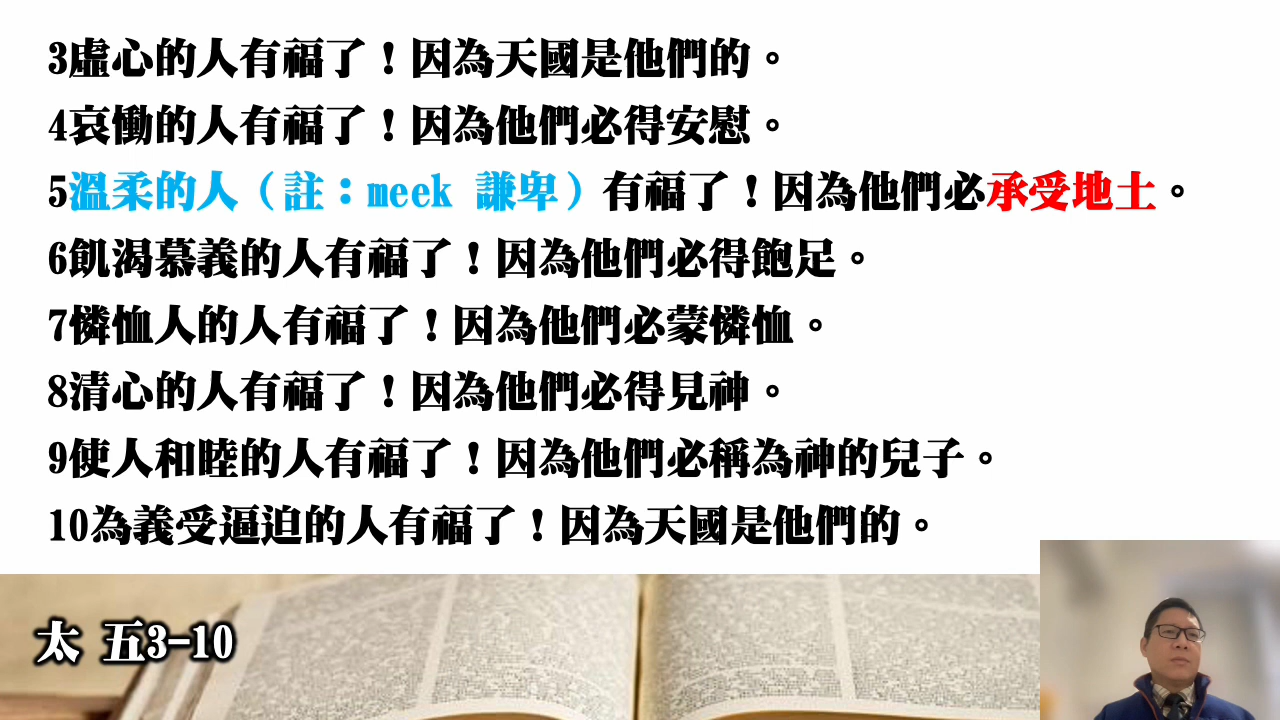 3虛心的人有福了！因為天國是他們的。
4哀慟的人有福了！因為他們必得安慰。
5溫柔的人（註：meek 謙卑）有福了！因為他們必承受地土。
6飢渴慕義的人有福了！因為他們必得飽足。
7憐恤人的人有福了！因為他們必蒙憐恤。
8清心的人有福了！因為他們必得見神。
9使人和睦的人有福了！因為他們必稱為神的兒子。
10為義受逼迫的人有福了！因為天國是他們的。
太 五3-10